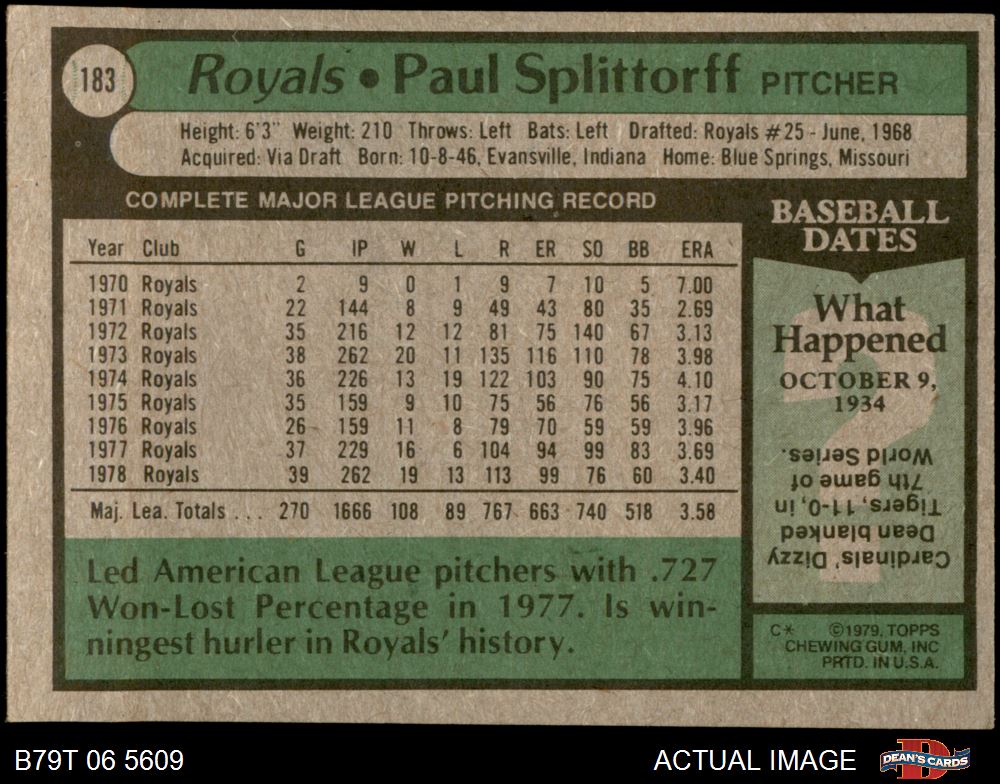 183
Royals • Paul Splittorff PITCHER
Height: 6'3" Weight: 210 Throws: Left Bats: Left Drafted: Royals #25 - June, 1968
Acquired: Via Draft Born: 10-8-46, Evansville, Indiana Home: Blue Springs, Missouri
COMPLETE MAJOR LEAGUE PITCHING RECORD
Year Club G IP W L R ER SO BB ERA
1970 Royals 2 9 0 1 9 7 10 5 7.00
1971 Royals 22 144 8 9 49 43 80 35 2.69
1972 Royals 35 216 12 12 81 75 140 67 3.13
1973 Royals 38 262 20 11 135 116 110 78 3.98
1974 Royals 36 226 13 19 122 103 90 75 4.10
1975 Royals 35 159 9 10 75 56 76 56 3.17
1976 Royals 26 159 11 8 79 70 59 59 3.96
1977 Royals 37 229 16 6 104 94 99 83 3.69
1978 Royals 39 262 19 13 113 99 76 60 3.40
Maj. Lea. Totals ... 270 1666 108 89 767 663 740 518 3.58
Led American League pitchers with .727
Won-Lost Percentage in 1977. Is win-
ningest hurler in Royals' history.
BASEBALL
DATES
What
Happened
OCTOBER 9,
1934
?
Cardinals' Dizzy
Dean blanked
Tigers, 11-0, in
7th game of
World Series.
C* ©1979, TOPPS
CHEWING GUM, INC
PRTD. IN U.S.A.
B79T 06 5609
ACTUAL IMAGE
D
DEAN'S CARDS